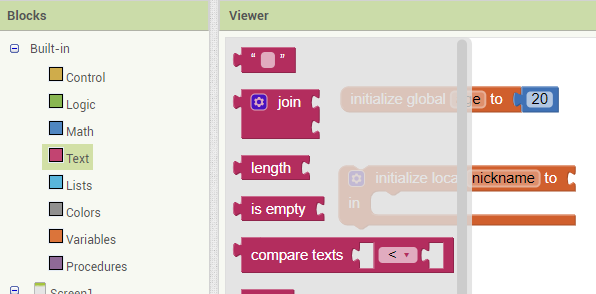 Blocks
Viewer
Built-in
Control
Logic
Math
Text
Lists
Colors
Variables
Procedures
Screen1
“ ”
join
length
is empty
compare texts <
initialize global to 20
initialize local nickname to
in